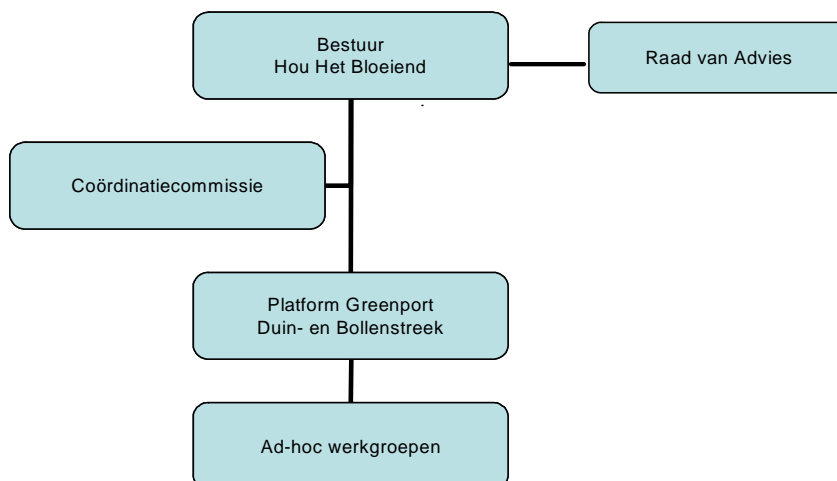 Bestuur
Hou Het Bloeiend
Raad van Advies
Coördinatiecommissie
Platform Greenport
Duin- en Bollenstreek
Ad-hoc werkgroepen